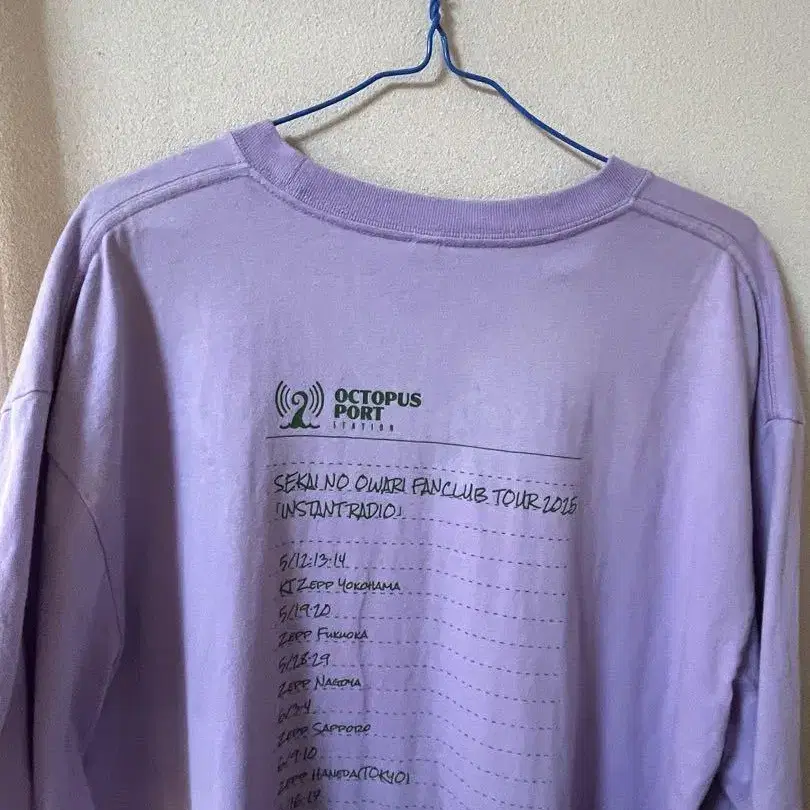 OCTOPUS
PORT
STATION
SEKAI NO OWARI FANCLUB TOUR 2025
「INSTANT RADIO」
5/12·13·14
KT ZEPP YOKOHAMA
5/19·20
ZEPP FUKUOKA
5/28·29
ZEPP NAGOYA
6/3·4
ZEPP SAPPORO
6/9·10
ZEPP HANEDA(TOKYO)